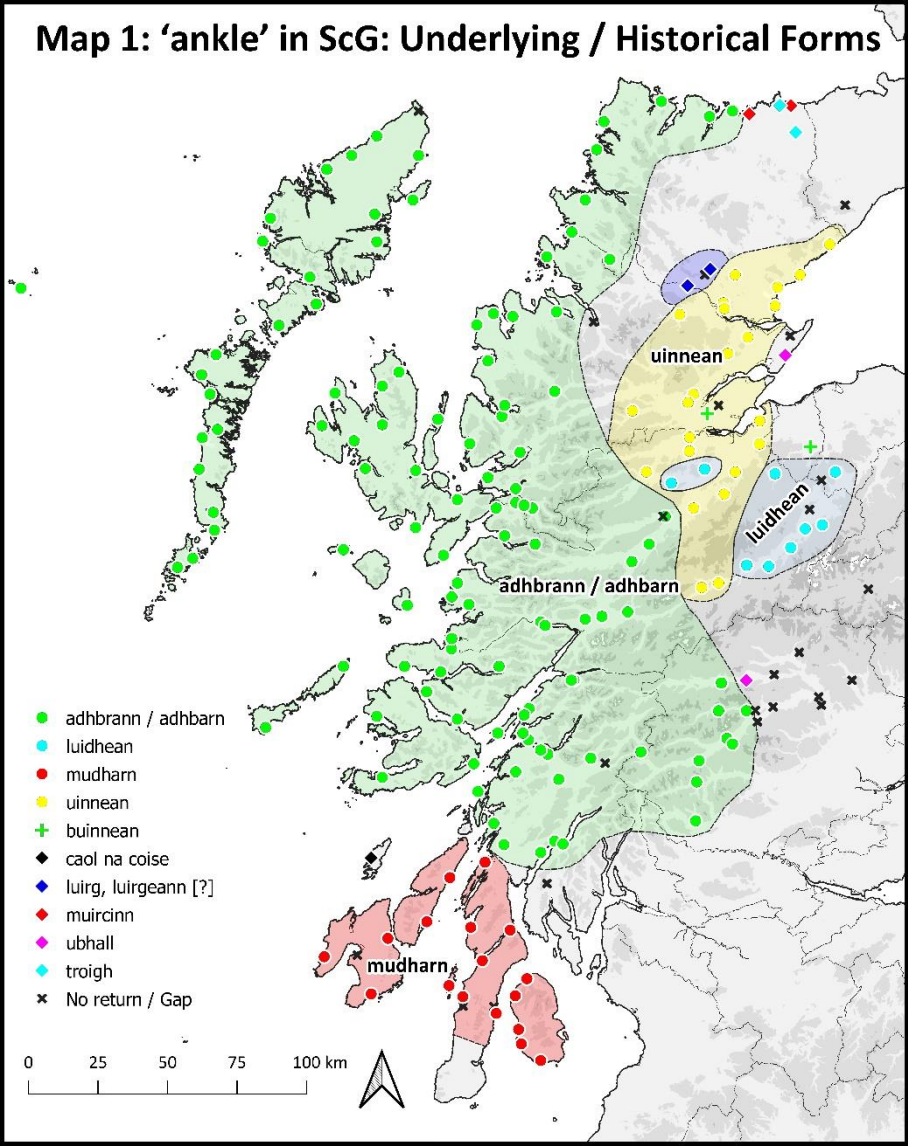 Map 1: ‘ankle’ in ScG: Underlying / Historical Forms
uinnean
luidhean
adhbrann / adhbarn
mudharn
adhbrann / adhbarn
luidhean
mudharn
uinnean
buinnean
caol na coise
luirg, luirgeann [?]
muircinn
ubhall
troigh
No return / Gap
0 25 50 75 100 km